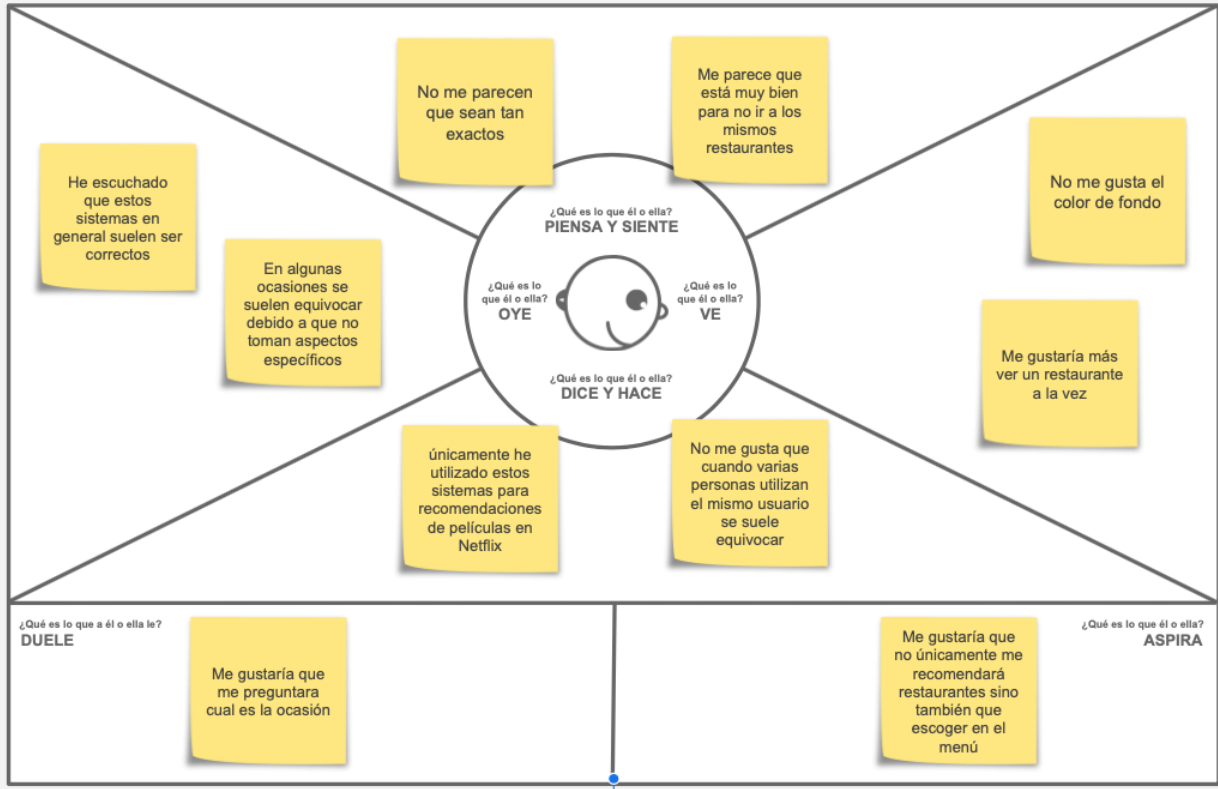 No me parecen
que sean tan
exactos
Me parece que
está muy bien
para no ir a los
mismos
restaurantes
He escuchado
que estos
sistemas en
general suelen ser
correctos
En algunas
ocasiones se
suelen equivocar
debido a que no
toman aspectos
específicos
¿Qué es lo que él o ella?
PIENSA Y SIENTE
¿Qué es lo
que él o ella?
OYE
¿Qué es lo
que él o ella?
VE
¿Qué es lo que él o ella?
DICE Y HACE
No me gusta el
color de fondo
Me gustaría más
ver un restaurante
a la vez
únicamente he
utilizado estos
sistemas para
recomendaciones
de películas en
Netflix
No me gusta que
cuando varias
personas utilizan
el mismo usuario
se suele
equivocar
¿Qué es lo que a él o ella le?
DUELE
Me gustaría que
me preguntara
cual es la ocasión
Me gustaría que
no únicamente me
recomendará
restaurantes sino
también que
escoger en el
menú
¿Qué es lo que él o ella?
ASPIRA